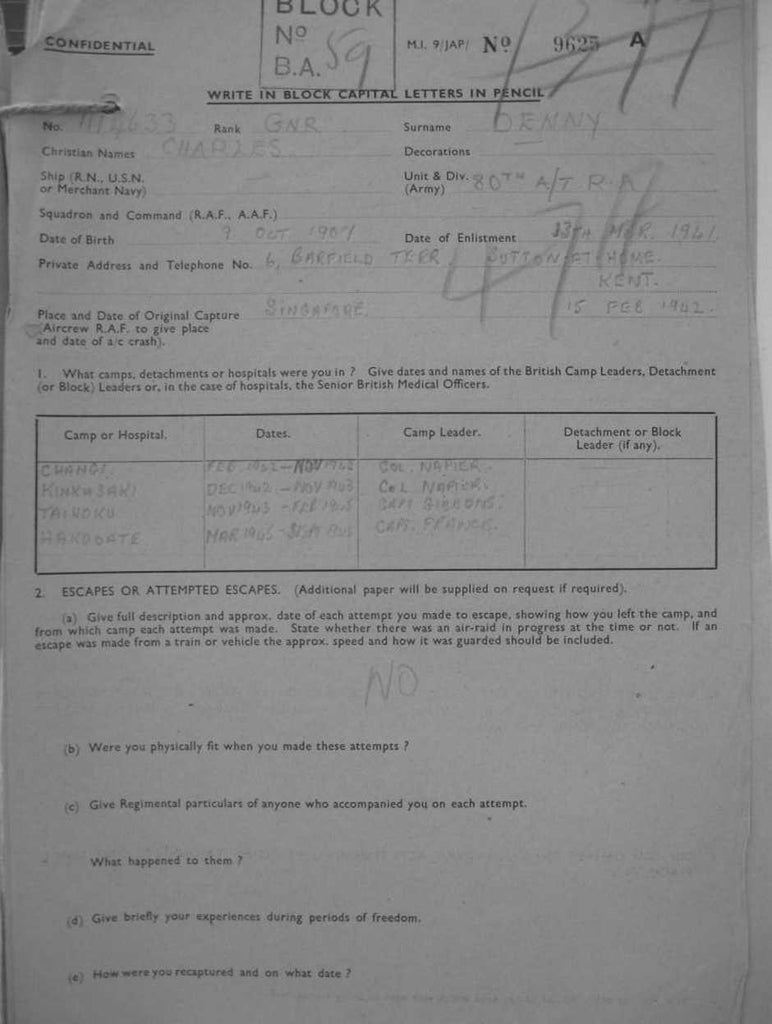 BLOCK
CONFIDENTIAL No M.I. 9/JAP/ No 9625 A
B.A. 59
WRITE IN BLOCK CAPITAL LETTERS IN PENCIL
No. Rank GNR Surname DENNY
Christian Names CHARLES Decorations —
Ship (R.N., U.S.N. — Unit & Div. 80TH A/T R.A
or Merchant Navy) (Army)
Squadron and Command (R.A.F., A.A.F.)
Date of Birth 9. OCT 1907 Date of Enlistment 13TH MAR. 1941
Private Address and Telephone No. 6, BARFIELD TERR SUTTON AT HOME.
KENT.
Place and Date of Original Capture SINGAPORE. 15 FEB 1942.
(Aircrew R.A.F. to give place
and date of a/c crash).
1. What camps, detachments or hospitals were you in ? Give dates and names of the British Camp Leaders, Detachment
(or Block) Leaders or, in the case of hospitals, the Senior British Medical Officers.
Camp or Hospital. Dates. Camp Leader. Detachment or Block
Leader (if any).
CHANGI. FEB 1942 – NOV 1942 COL. NAPIER.
KINKASAKI DEC 1942 – NOV 1943 COL NAPIER.
TAIHOKU NOV 1943 - FEB 1945 CAPT GIBBONS.
HAKODATE MAR 1945 - SEPT 1945 CAPT. FRANCE.
2. ESCAPES OR ATTEMPTED ESCAPES. (Additional paper will be supplied on request if required).
(a) Give full description and approx. date of each attempt you made to escape, showing how you left the camp, and
from which camp each attempt was made. State whether there was an air-raid in progress at the time or not. If an
escape was made from a train or vehicle the approx. speed and how it was guarded should be included.
NO
(b) Were you physically fit when you made these attempts ?
(c) Give Regimental particulars of anyone who accompanied you on each attempt.
What happened to them ?
(d) Give briefly your experiences during periods of freedom.
(e) How were you recaptured and on what date ?